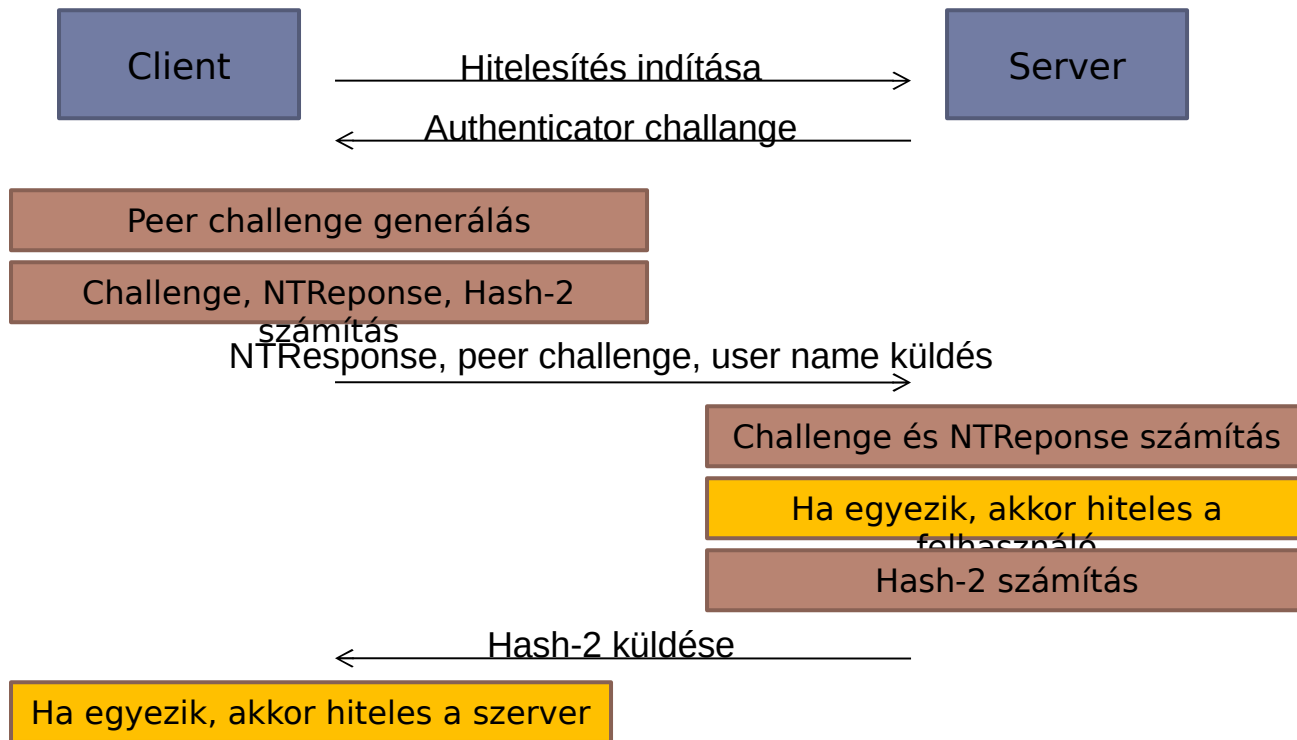 Client
Hitelesítés indítása
Server
Authenticator challange
Peer challenge generálás
Challenge, NTReponse, Hash-2
számítás
NTResponse, peer challenge, user name küldés
Challenge és NTReponse számítás
Ha egyezik, akkor hiteles a
felhasználó
Hash-2 számítás
Hash-2 küldése
Ha egyezik, akkor hiteles a szerver